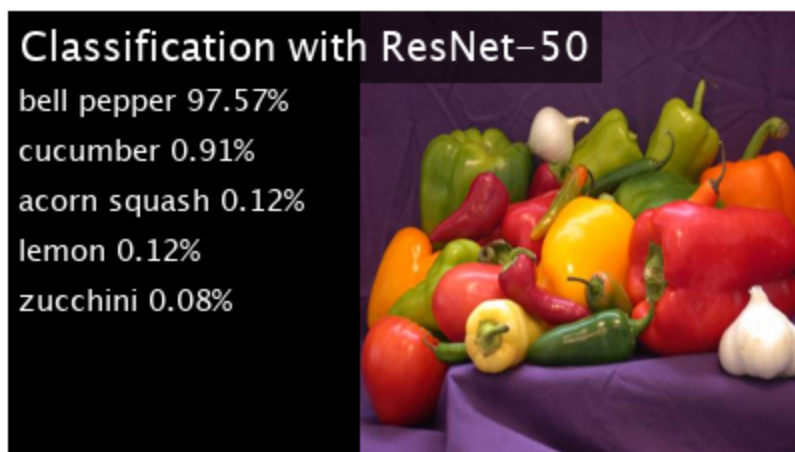 Classification with ResNet-50
bell pepper 97.57%
cucumber 0.91%
acorn squash 0.12%
lemon 0.12%
zucchini 0.08%